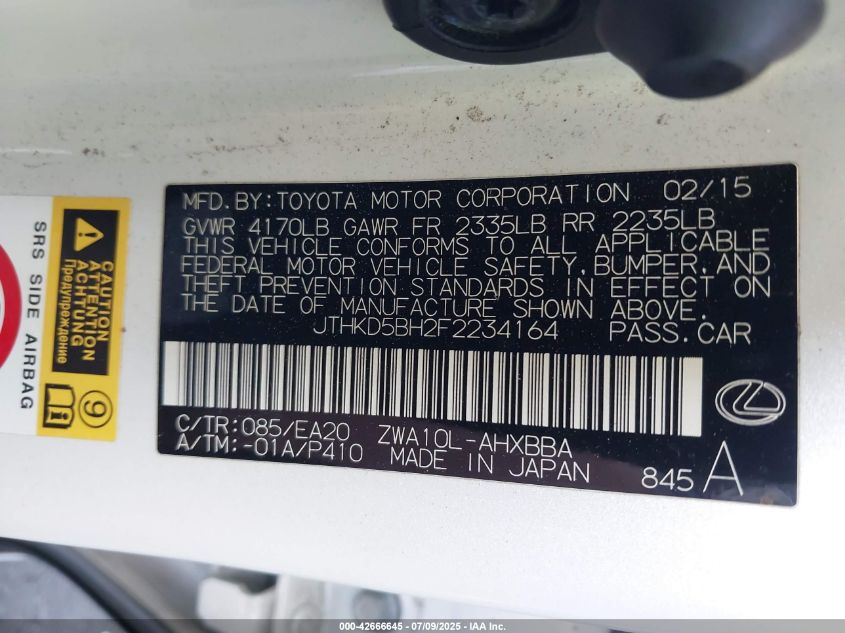 MFD. BY: TOYOTA MOTOR CORPORATION 02/15
GVWR 4170LB GAWR FR 2335LB RR 2235LB
THIS VEHICLE CONFORMS TO ALL APPLICABLE
FEDERAL MOTOR VEHICLE SAFETY, BUMPER, AND
THEFT PREVENTION STANDARDS IN EFFECT ON
THE DATE OF MANUFACTURE SHOWN ABOVE.
JTHKD5BH2F2234164 PASS. CAR
C/TR: 085/EA20 ZWA10L-AHXBBA
A/TM: -01A/P410 MADE IN JAPAN
845 A
SRS SIDE AIRBAG
CAUTION
ATTENTION
ACHTUNG
Предупреждение
9
000-42666645 - 07/09/2025 - IAA Inc.